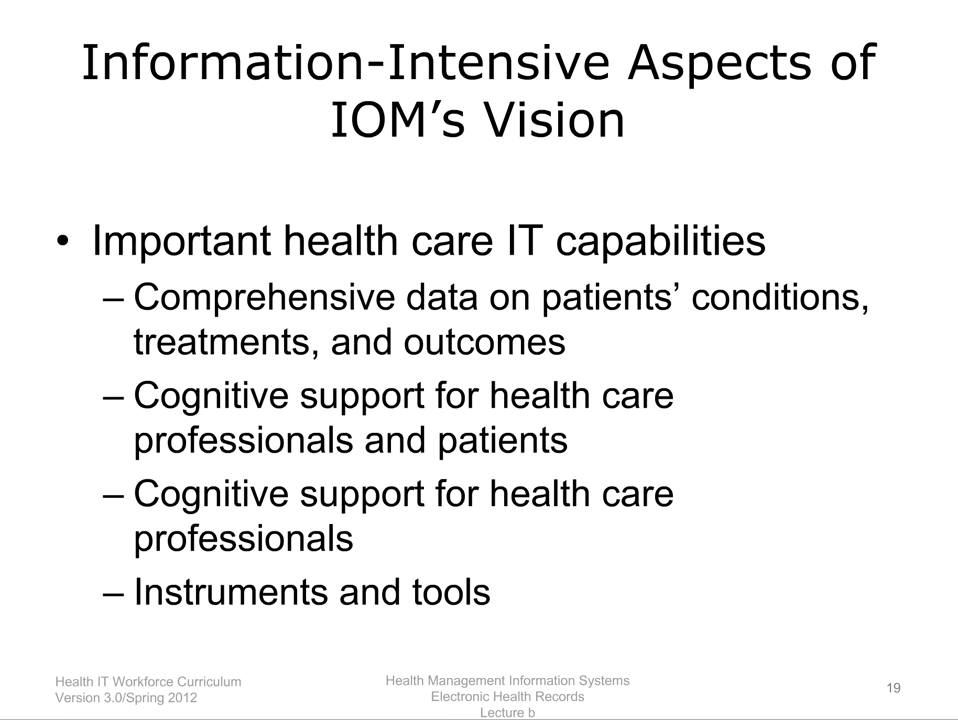 Information-Intensive Aspects of
IOM’s Vision
• Important health care IT capabilities
– Comprehensive data on patients’ conditions,
treatments, and outcomes
– Cognitive support for health care
professionals and patients
– Cognitive support for health care
professionals
– Instruments and tools
Health IT Workforce Curriculum
Version 3.0/Spring 2012
Health Management Information Systems
Electronic Health Records
Lecture b
19